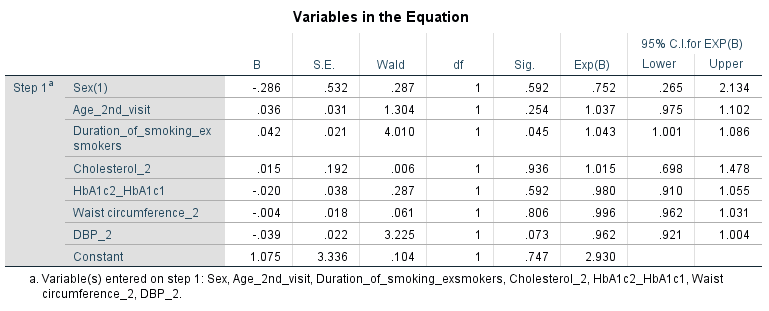 Variables in the Equation
95% C.I.for EXP(B)
B S.E. Wald df Sig. Exp(B) Lower Upper
Step 1a Sex(1) -.286 .532 .287 1 .592 .752 .265 2.134
Age_2nd_visit .036 .031 1.304 1 .254 1.037 .975 1.102
Duration_of_smoking_ex
smokers .042 .021 4.010 1 .045 1.043 1.001 1.086
Cholesterol_2 .015 .192 .006 1 .936 1.015 .698 1.478
HbA1c2_HbA1c1 -.020 .038 .287 1 .592 .980 .910 1.055
Waist circumference_2 -.004 .018 .061 1 .806 .996 .962 1.031
DBP_2 -.039 .022 3.225 1 .073 .962 .921 1.004
Constant 1.075 3.336 .104 1 .747 2.930
a. Variable(s) entered on step 1: Sex, Age_2nd_visit, Duration_of_smoking_exsmokers, Cholesterol_2, HbA1c2_HbA1c1, Waist
circumference_2, DBP_2.